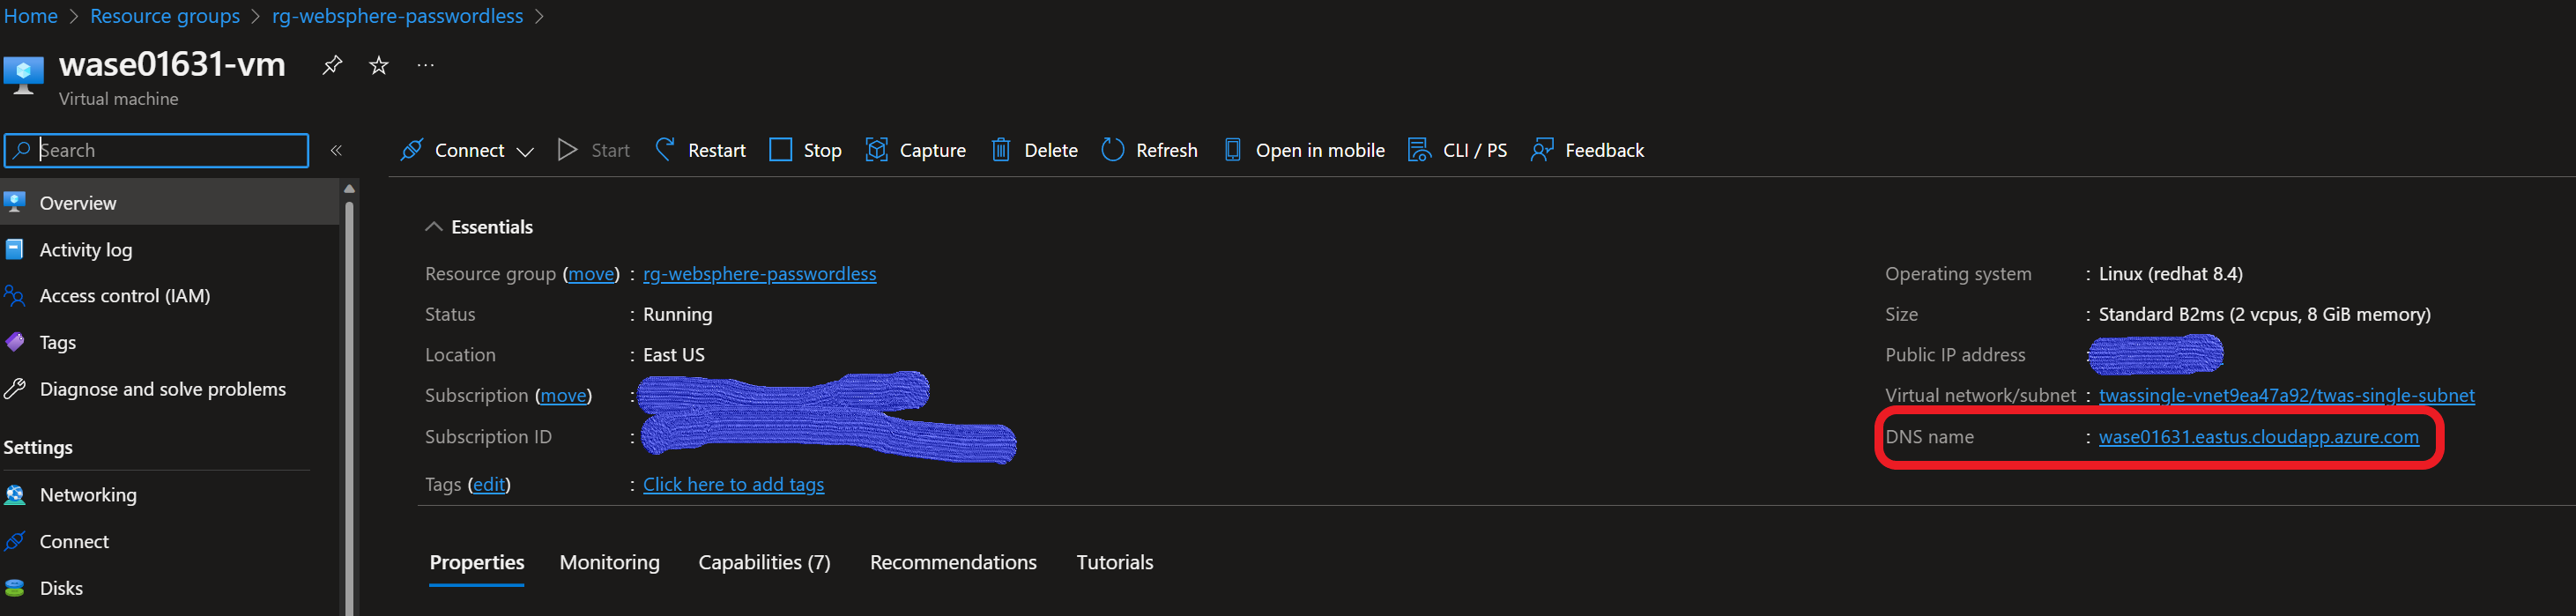 Home > Resource groups > rg-websphere-passwordless >
wase01631-vm ...
Virtual machine
Search «
Connect Start Restart Stop Capture Delete Refresh Open in mobile CLI / PS Feedback
Overview
Activity log
Access control (IAM)
Tags
Diagnose and solve problems
Settings
Networking
Connect
Disks
Essentials
Resource group (move) : rg-websphere-passwordless
Status : Running
Location : East US
Subscription (move) :
Subscription ID :
Tags (edit) : Click here to add tags
Operating system : Linux (redhat 8.4)
Size : Standard B2ms (2 vcpus, 8 GiB memory)
Public IP address :
Virtual network/subnet : twassingle-vnet9ea47a92/twas-single-subnet
DNS name : wase01631.eastus.cloudapp.azure.com
Properties Monitoring Capabilities (7) Recommendations Tutorials